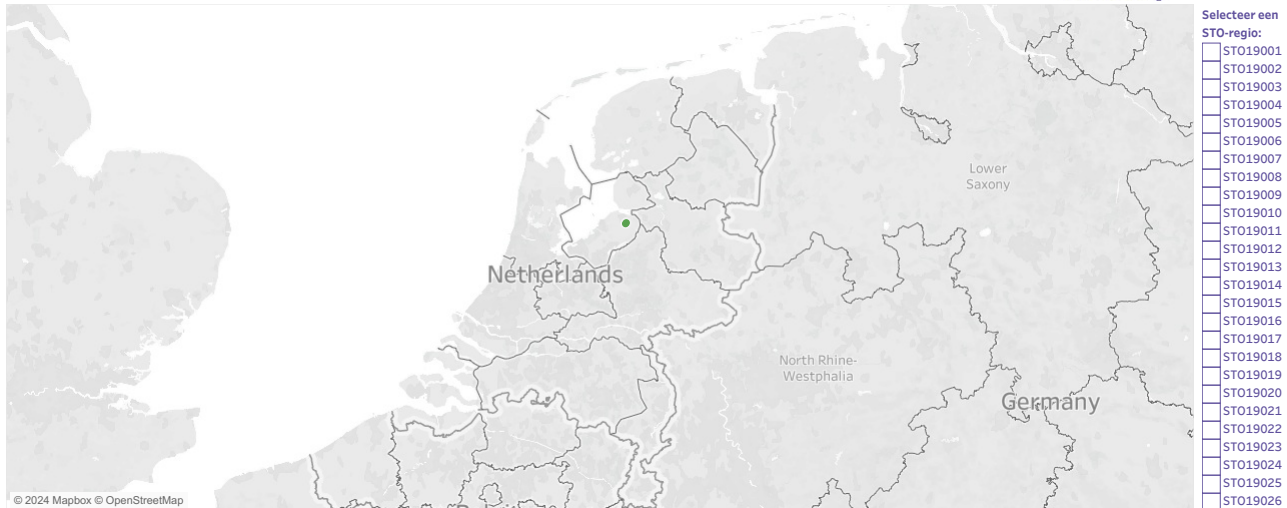 Selecteer een
STO-regio:
STO19001
STO19002
STO19003
STO19004
STO19005
STO19006
STO19007
STO19008
STO19009
STO19010
STO19011
STO19012
STO19013
STO19014
STO19015
STO19016
STO19017
STO19018
STO19019
STO19020
STO19021
STO19022
STO19023
STO19024
STO19025
STO19026
Lower
Saxony
Netherlands
North Rhine-
Westphalia
Germany
© 2024 Mapbox © OpenStreetMap